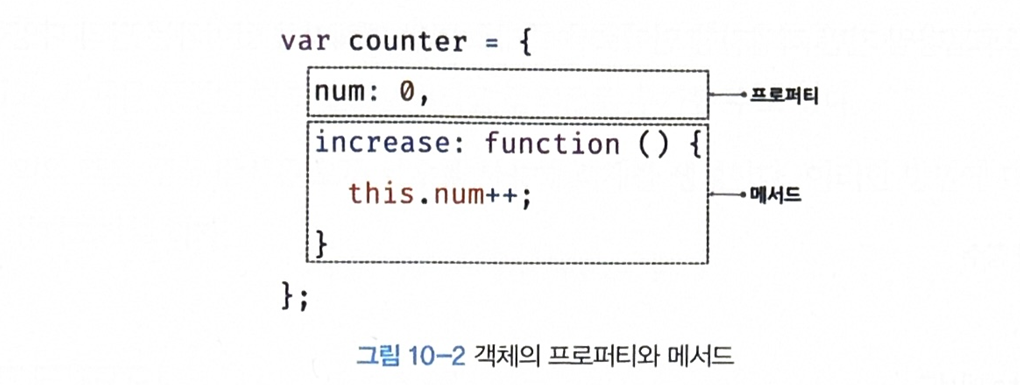 var counter = {
num: 0,
프로퍼티
increase: function () {
this.num++;
메서드
}
};
그림 10-2 객체의 프로퍼티와 메서드